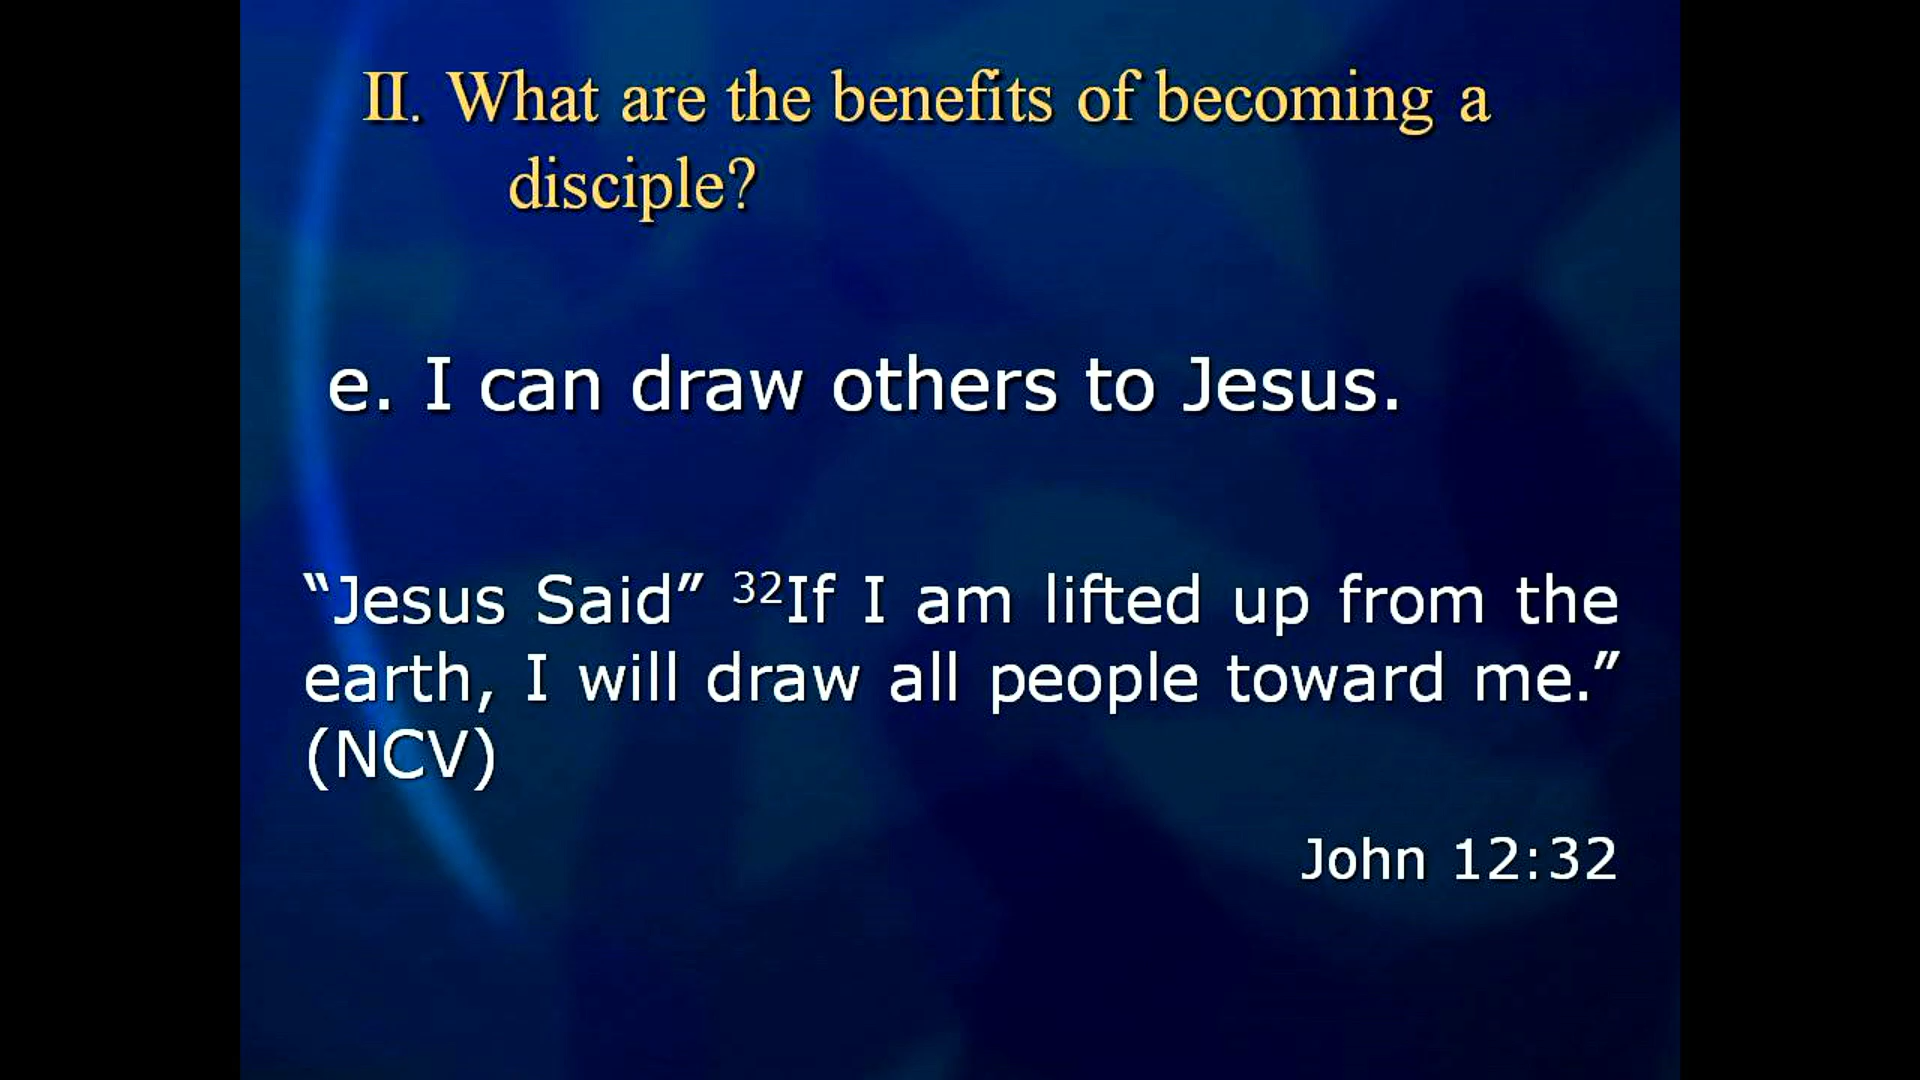 II. What are the benefits of becoming a
disciple?
e. I can draw others to Jesus.
“Jesus Said” ³²If I am lifted up from the
earth, I will draw all people toward me.”
(NCV)
John 12:32